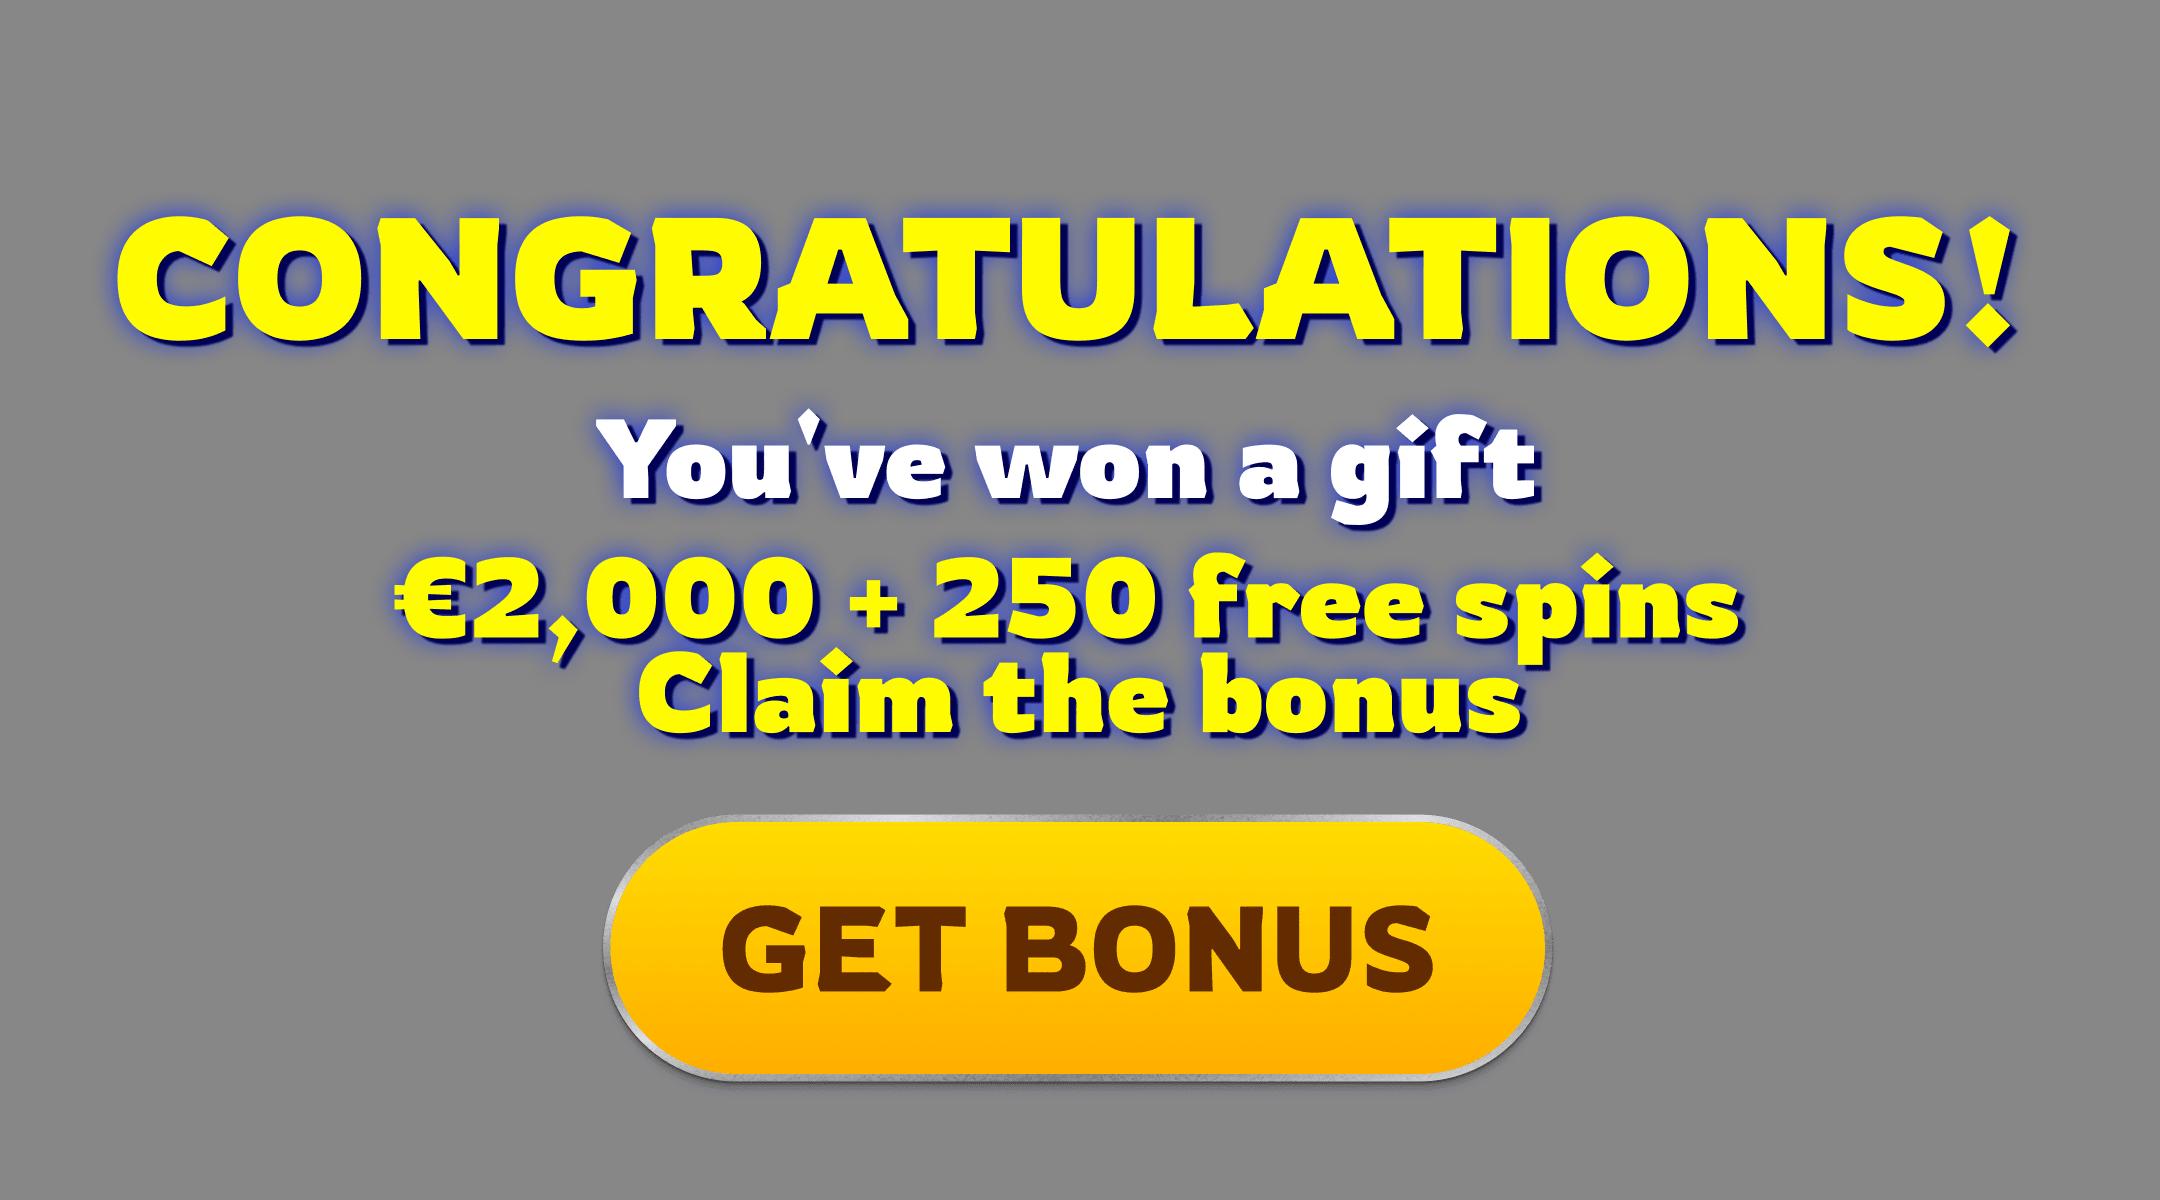 CONGRATULATIONS!
You've won a gift
€2,000 + 250 free spins
Claim the bonus
GET BONUS